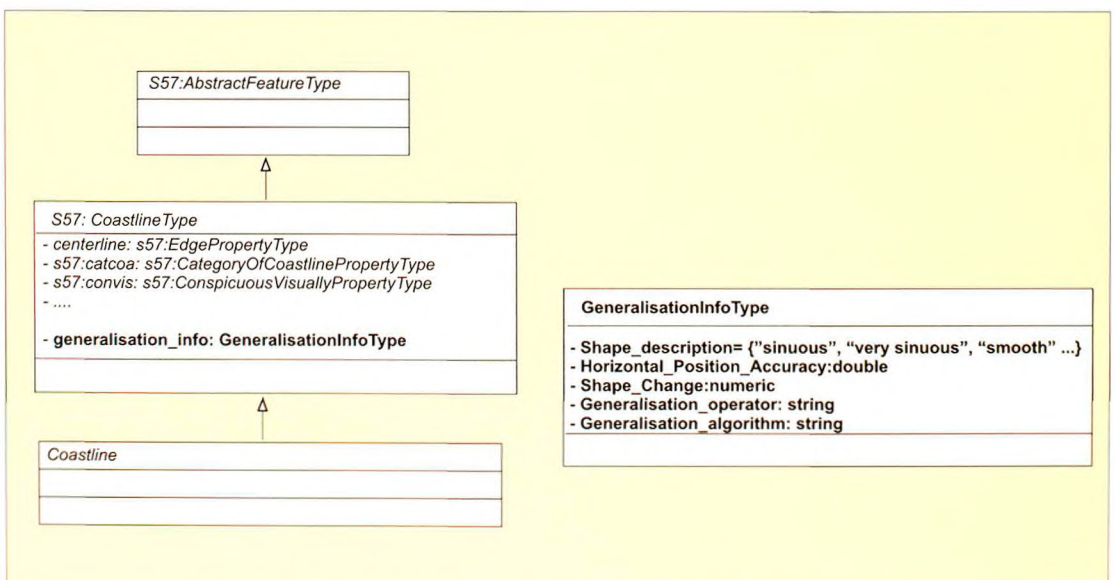 S57:AbstractFeatureType
S57: CoastlineType
- centerline: s57:EdgePropertyType
- s57:catcoa: s57:CategoryOfCoastlinePropertyType
- s57:convis: s57:ConspicuousVisuallyPropertyType
- ....
- generalisation_info: GeneralisationInfoType
Coastline
GeneralisationInfoType
- Shape_description= {"sinuous", “very sinuous”, “smooth” ...}
- Horizontal_Position_Accuracy:double
- Shape_Change:numeric
- Generalisation_operator: string
- Generalisation_algorithm: string